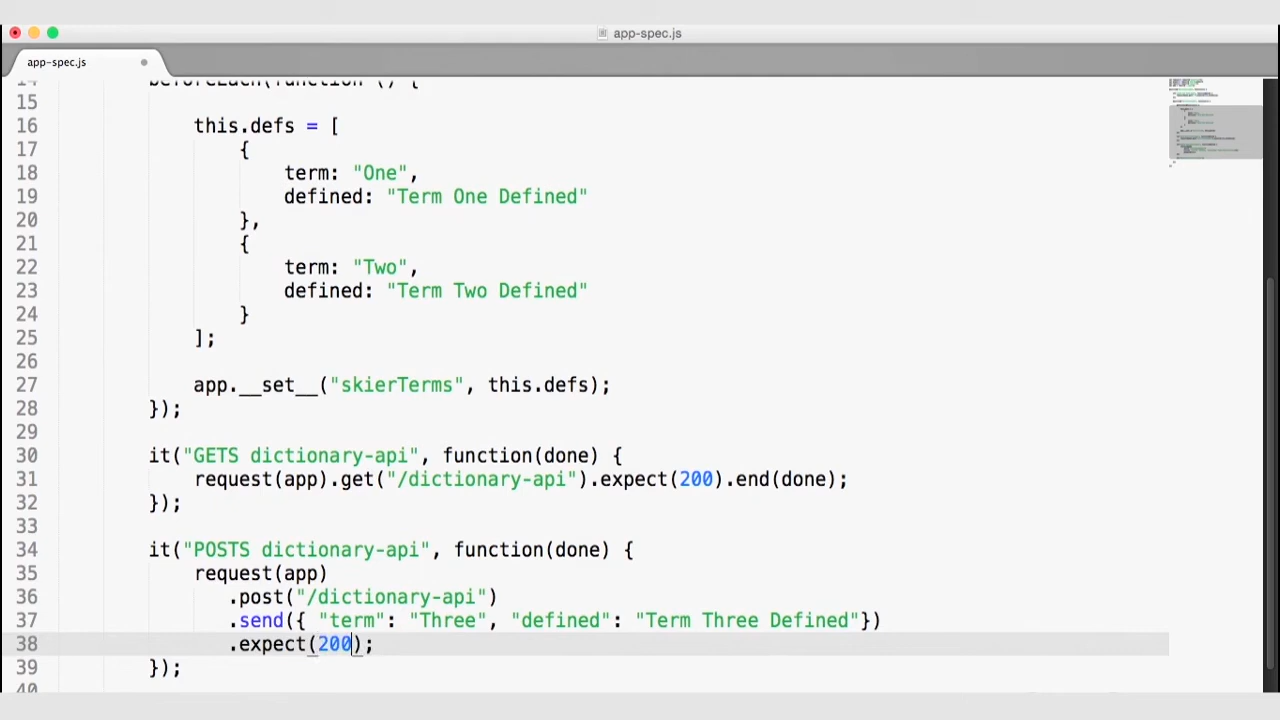 app-spec.js
app-spec.js
14 beforeEach(function () {
15
16 this.defs = [
17 {
18 term: "One",
19 defined: "Term One Defined"
20 },
21 {
22 term: "Two",
23 defined: "Term Two Defined"
24 }
25 ];
26
27 app.__set__("skierTerms", this.defs);
28 });
29
30 it("GETS dictionary-api", function(done) {
31 request(app).get("/dictionary-api").expect(200).end(done);
32 });
33
34 it("POSTS dictionary-api", function(done) {
35 request(app)
36 .post("/dictionary-api")
37 .send({ "term": "Three", "defined": "Term Three Defined"})
38 .expect(200);
39 });
40